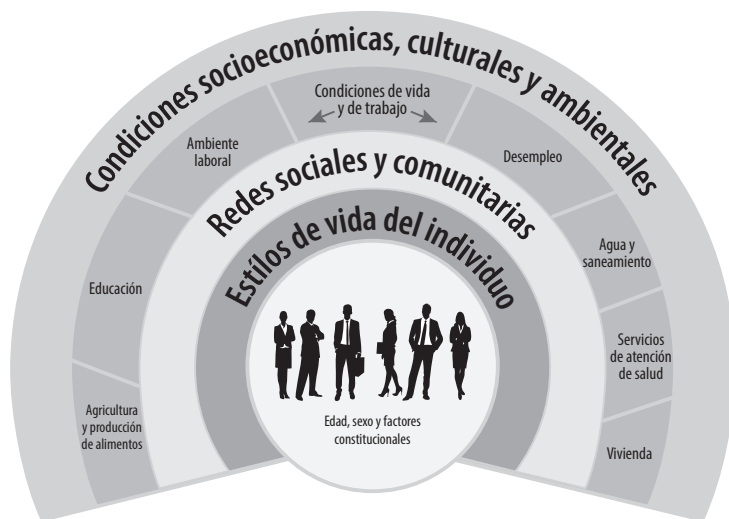 Condiciones socioeconómicas, culturales y ambientales
Condiciones de vida
y de trabajo
Ambiente
laboral
Desempleo
Redes sociales y comunitarias
Estílos de vida del individuo
Educación
Agua y
saneamiento
Servicios
de atención
de salud
Agricultura
y producción
de alimentos
Vivienda
Edad, sexo y factores
constitucionales